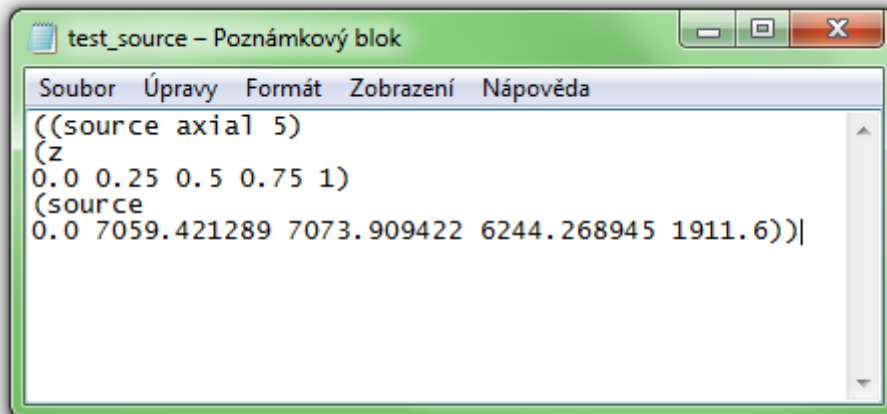 test_source – Poznámkový blok
Soubor Úpravy Formát Zobrazení Nápověda
((source axial 5)
(z
0.0 0.25 0.5 0.75 1)
(source
0.0 7059.421289 7073.909422 6244.268945 1911.6))